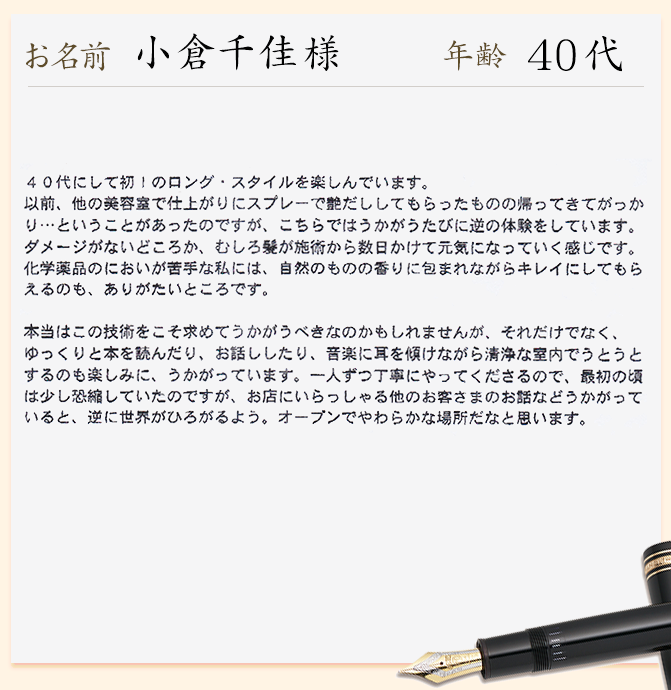 お名前 小倉千佳様 年齢 40代
４０代にして初！のロング・スタイルを楽しんでいます。
以前、他の美容室で仕上がりにスプレーで艶だししてもらったものの帰ってきてがっか
り…ということがあったのですが、こちらではうかがうたびに逆の体験をしています。
ダメージがないどころか、むしろ髪が施術から数日かけて元気になっていく感じです。
化学薬品のにおいが苦手な私には、自然のものの香りに包まれながらキレイにしてもら
えるのも、ありがたいところです。
本当はこの技術をこそ求めてうかがうべきなのかもしれませんが、それだけでなく、
ゆっくりと本を読んだり、お話ししたり、音楽に耳を傾けながら清浄な室内でうとうと
するのも楽しみに、うかがっています。一人ずつ丁寧にやってくださるので、最初の頃
は少し恐縮していたのですが、お店にいらっしゃる他のお客さまのお話などうかがって
いると、逆に世界がひろがるよう。オープンでやわらかな場所だなと思います。